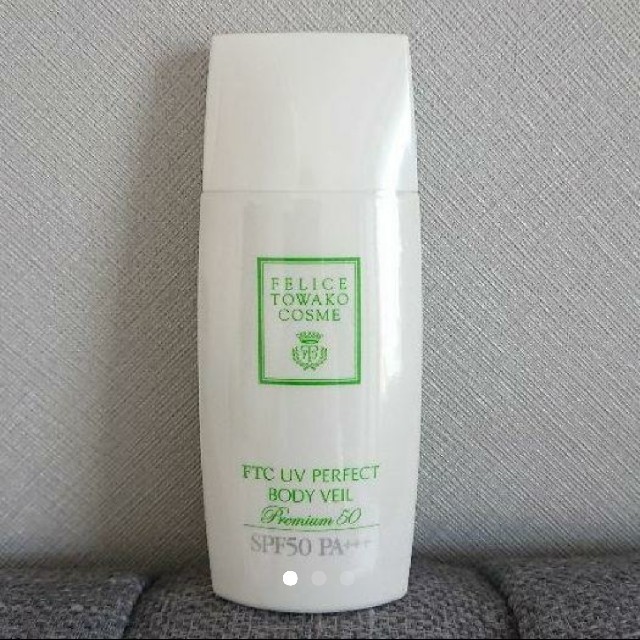 FELICE
TOWAKO
COSME
FTC UV PERFECT
BODY VEIL
Premium 50
SPF50 PA+++